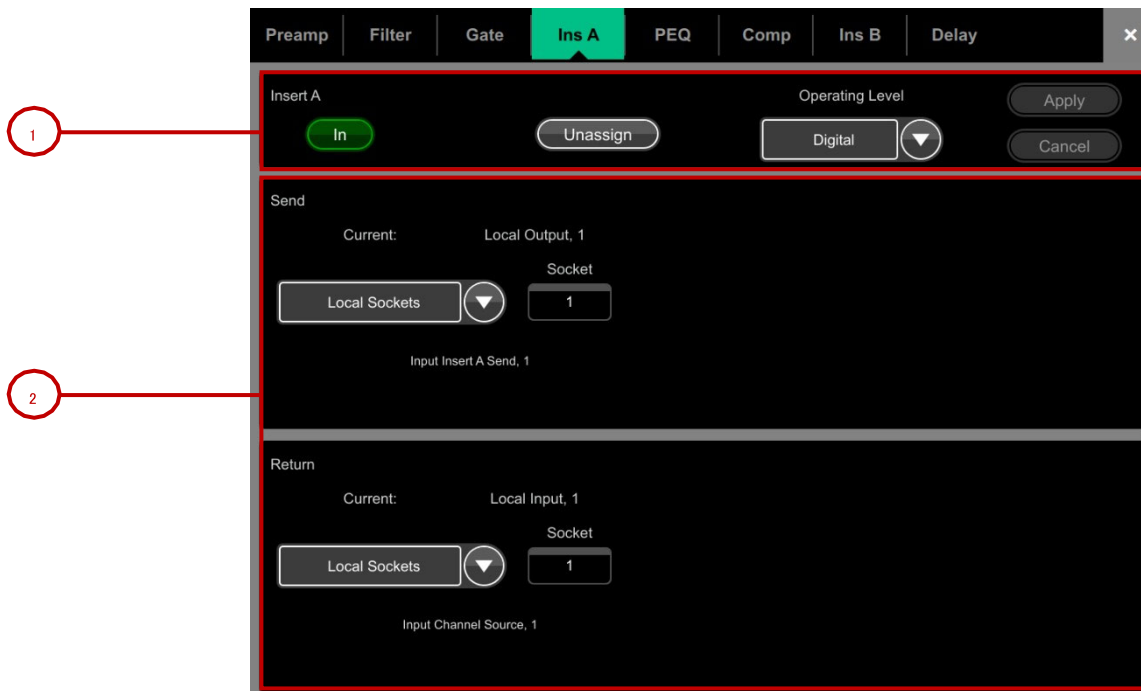 Preamp Filter Gate Ins A PEQ Comp Ins B Delay ×
Insert A Operating Level Apply
1 In Unassign Digital Cancel
Send
Current: Local Output, 1
Socket
Local Sockets 1
Input Insert A Send, 1
2
Return
Current: Local Input, 1
Socket
Local Sockets 1
Input Channel Source, 1